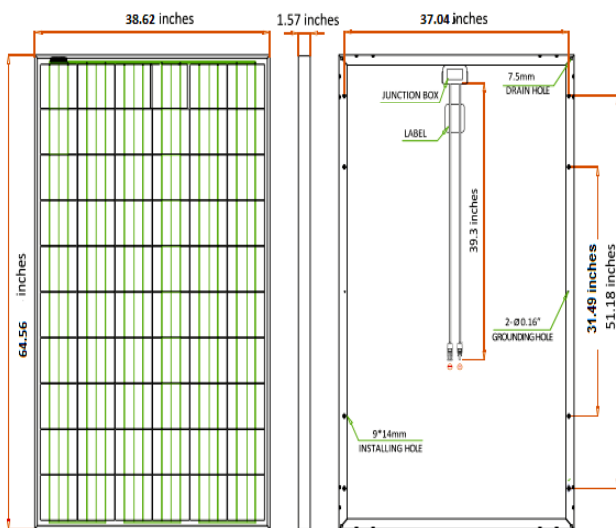 38.62 inches
1.57 inches
37.04 inches
64.56 inches
JUNCTION BOX
LABEL
7.5mm
DRAIN HOLE
39.3 inches
31.49 inches
51.18 inches
2-Ø0.16"
GROUNDING HOLE
9*14mm
INSTALLING HOLE